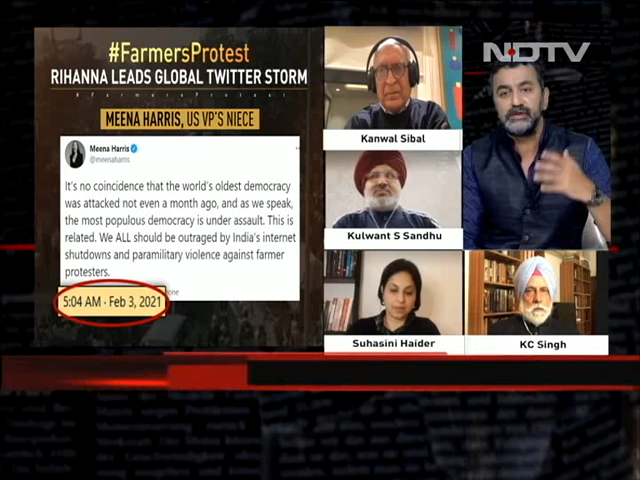 #FarmersProtest
RIHANNA LEADS GLOBAL TWITTER STORM
#FarmersProtest
MEENA HARRIS, US VP'S NIECE
Meena Harris
@meenaharris
It's no coincidence that the world's oldest democracy
was attacked not even a month ago, and as we speak,
the most populous democracy is under assault. This is
related. We ALL should be outraged by India's internet
shutdowns and paramilitary violence against farmer
protesters.
5:04 AM · Feb 3, 2021
NDTV
Kanwal Sibal
Kulwant S Sandhu
Suhasini Haider
KC Singh